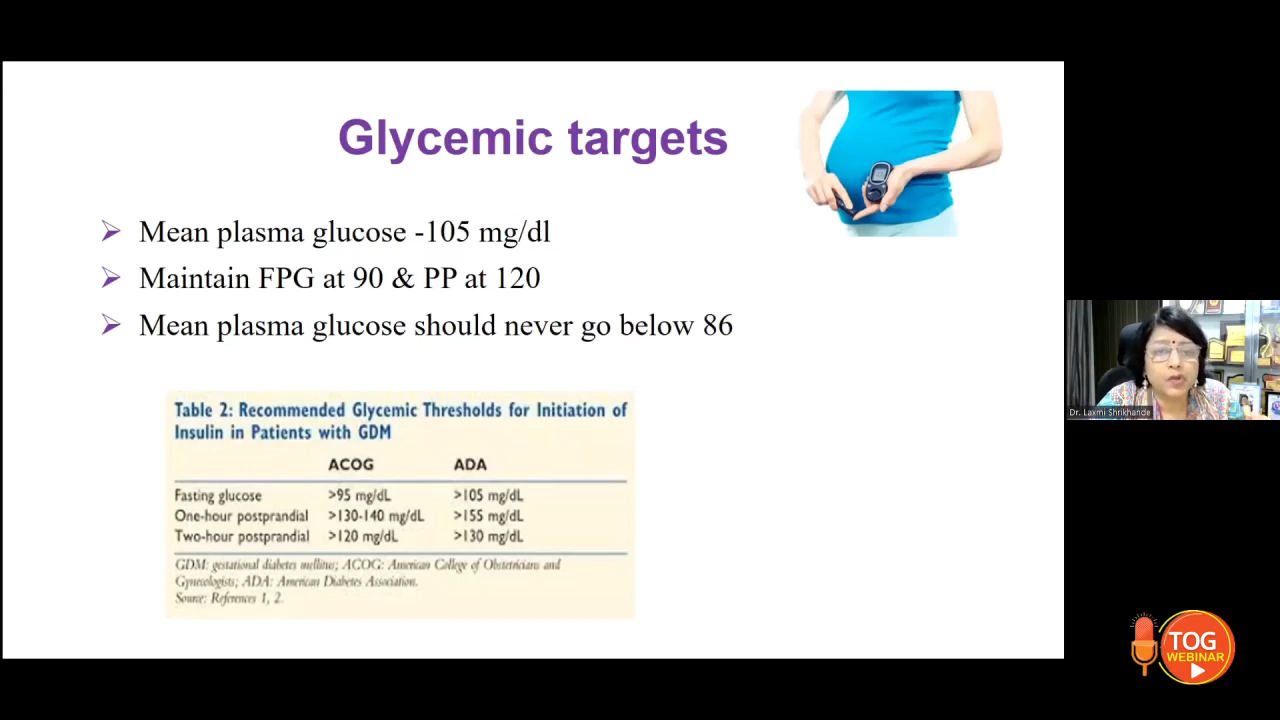 Glycemic targets
Mean plasma glucose -105 mg/dl
Maintain FPG at 90 & PP at 120
Mean plasma glucose should never go below 86
Table 2: Recommended Glycemic Thresholds for Initiation of
Insulin in Patients with GDM
ACOG ADA
Fasting glucose >95 mg/dL >105 mg/dL
One-hour postprandial >130-140 mg/dL >155 mg/dL
Two-hour postprandial >120 mg/dL >130 mg/dL
GDM: gestational diabetes mellitus; ACOG: American College of Obstetricians and
Gynecologists; ADA: American Diabetes Association.
Source: References 1, 2.
Dr. Laxmi Shrikhande
TOG
WEBINAR